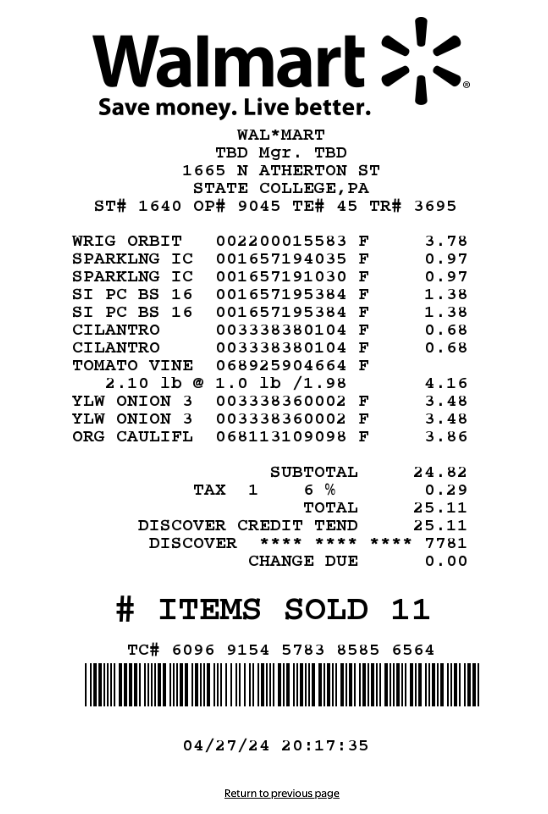 Walmart
Save money. Live better.
WAL*MART
TBD Mgr. TBD
1665 N ATHERTON ST
STATE COLLEGE,PA
ST# 1640 OP# 9045 TE# 45 TR# 3695
WRIG ORBIT 002200015583 F 3.78
SPARKLNG IC 001657194035 F 0.97
SPARKLNG IC 001657191030 F 0.97
SI PC BS 16 001657195384 F 1.38
SI PC BS 16 001657195384 F 1.38
CILANTRO 003338380104 F 0.68
CILANTRO 003338380104 F 0.68
TOMATO VINE 068925904664 F
2.10 lb @ 1.0 lb /1.98 4.16
YLW ONION 3 003338360002 F 3.48
YLW ONION 3 003338360002 F 3.48
ORG CAULIFL 068113109098 F 3.86
SUBTOTAL 24.82
TAX 1 6 % 0.29
TOTAL 25.11
DISCOVER CREDIT TEND 25.11
DISCOVER **** **** **** 7781
CHANGE DUE 0.00
# ITEMS SOLD 11
TC# 6096 9154 5783 8585 6564
04/27/24 20:17:35
Return to previous page